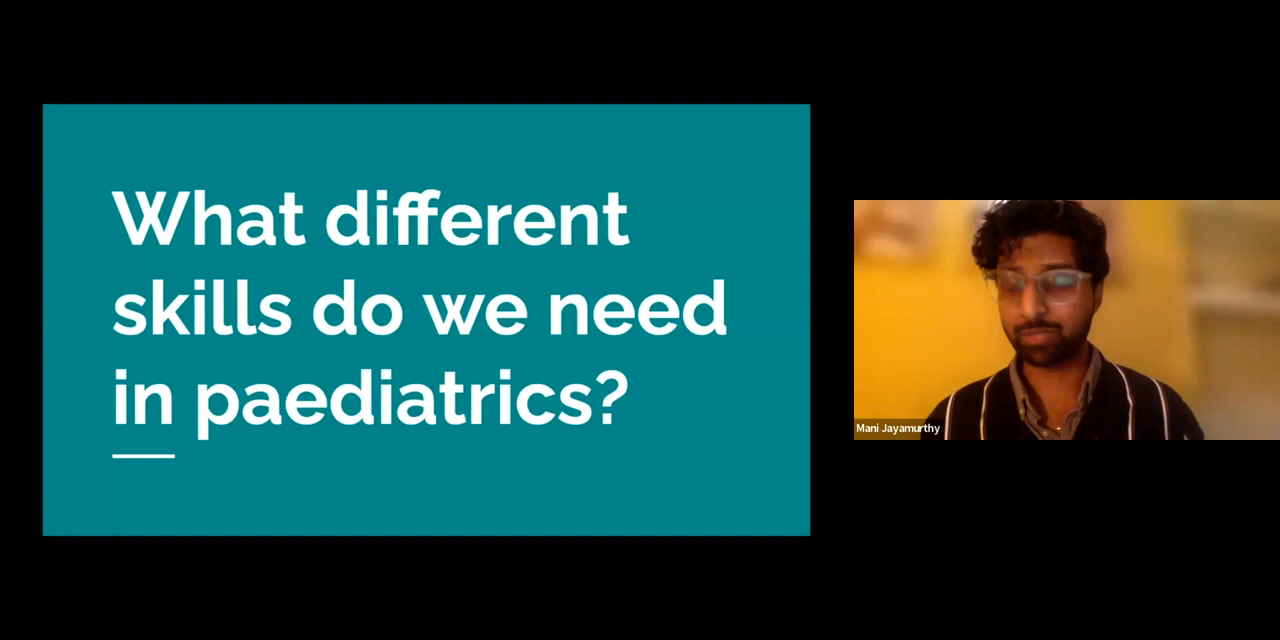 What different
skills do we need
in paediatrics?
Mani Jayamurthy